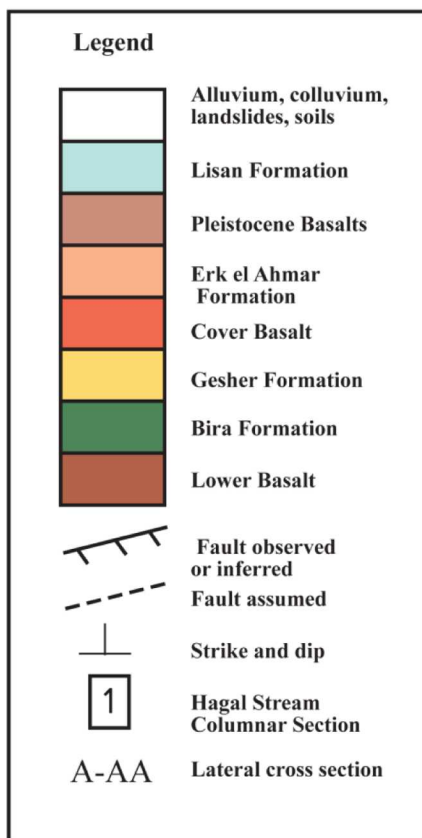 Legend
Alluvium, colluvium,
landslides, soils
Lisan Formation
Pleistocene Basalts
Erk el Ahmar
Formation
Cover Basalt
Gesher Formation
Bira Formation
Lower Basalt
Fault observed
or inferred
Fault assumed
Strike and dip
1
Hagal Stream
Columnar Section
A-AA
Lateral cross section